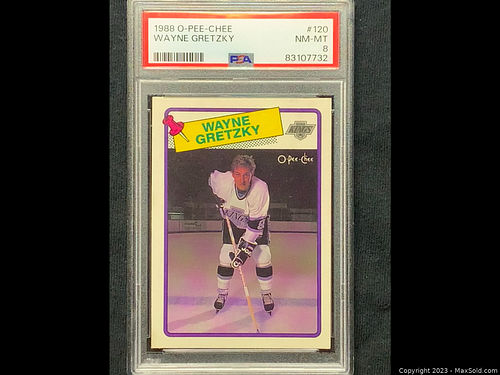 1988 O-PEE-CHEE #120
WAYNE GRETZKY NM-MT
8
PSA 83107732
WAYNE
GRETZKY
KINGS
O-pee-chee
KINGS
Copyright 2023 - MaxSold.com